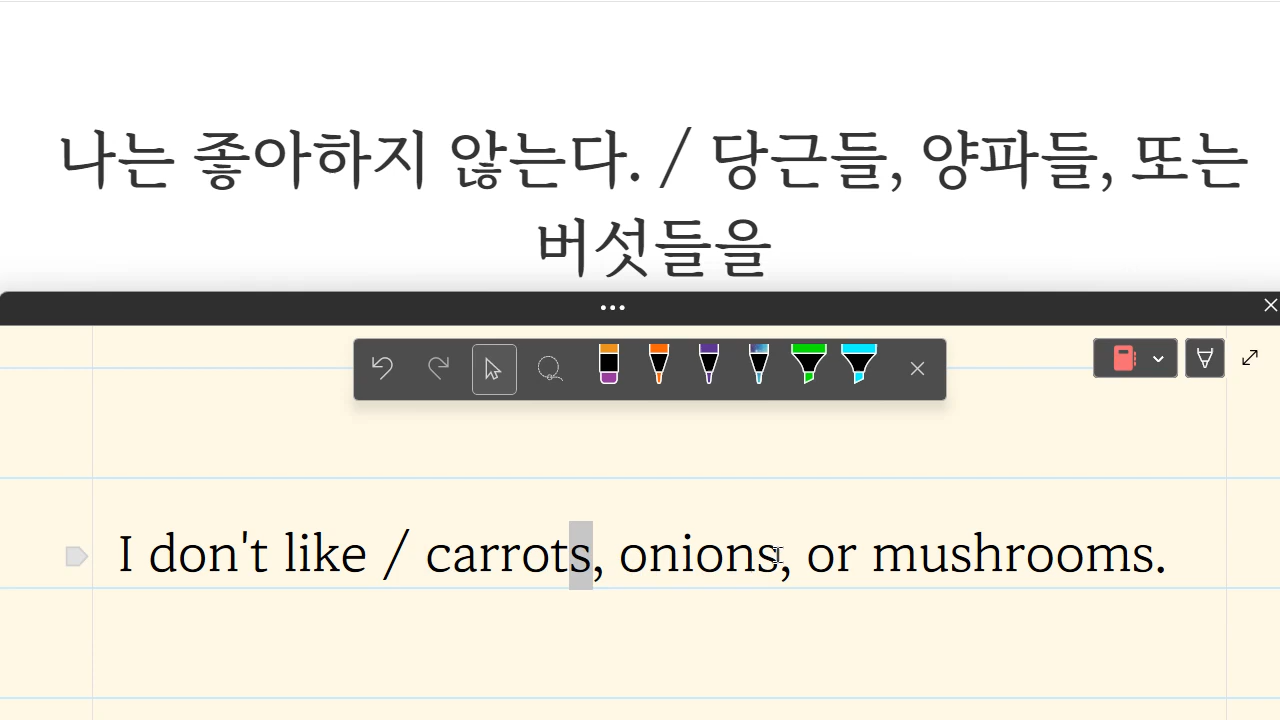 나는 좋아하지 않는다. / 당근들, 양파들, 또는
버섯들을
I don't like / carrots, onions, or mushrooms.